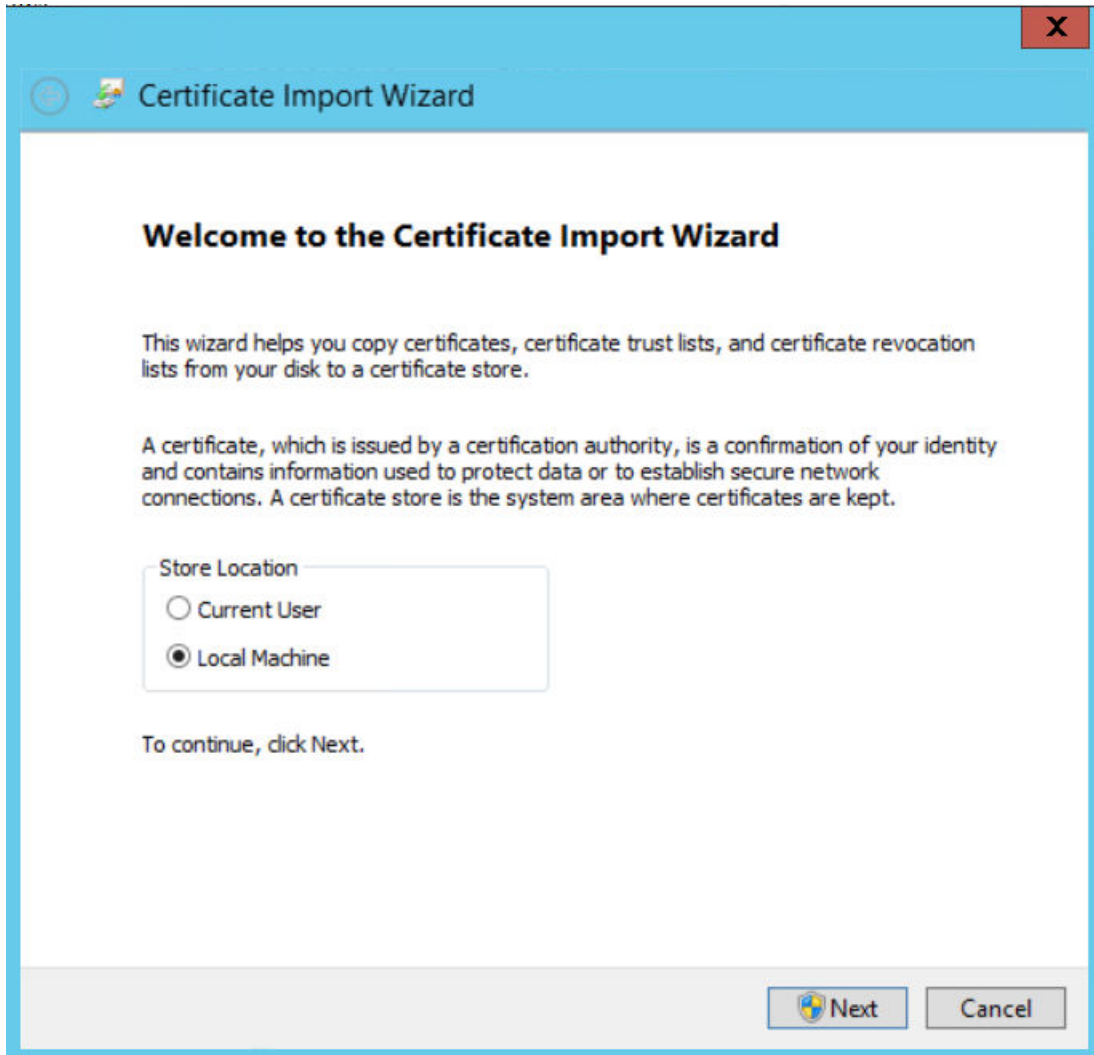 X
Certificate Import Wizard
Welcome to the Certificate Import Wizard
This wizard helps you copy certificates, certificate trust lists, and certificate revocation
lists from your disk to a certificate store.
A certificate, which is issued by a certification authority, is a confirmation of your identity
and contains information used to protect data or to establish secure network
connections. A certificate store is the system area where certificates are kept.
Store Location
Current User
Local Machine
To continue, click Next.
Next Cancel